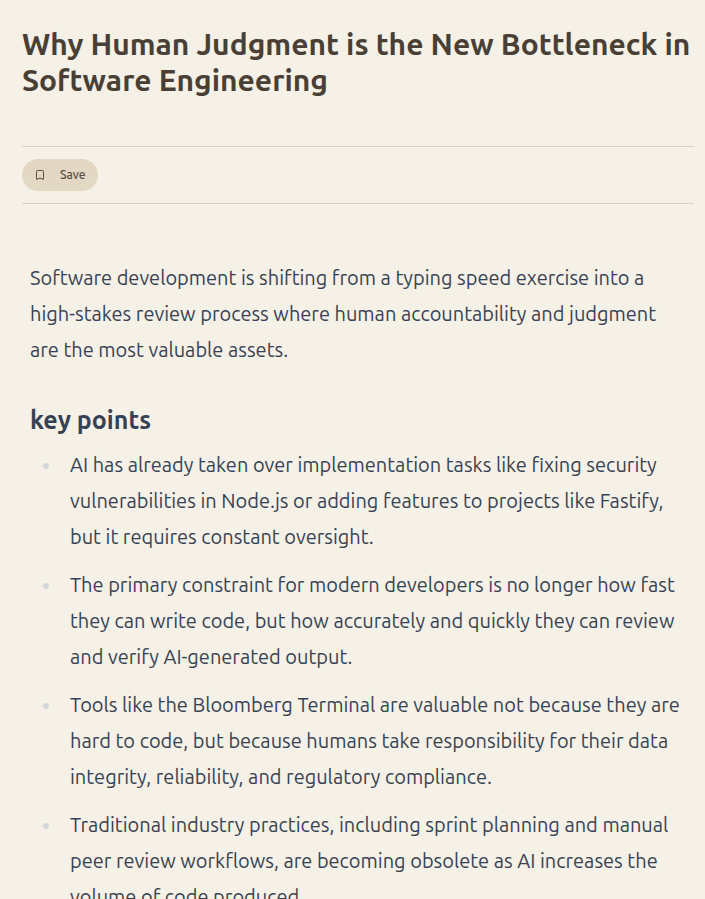 Why Human Judgment is the New Bottleneck in
Software Engineering
Save
Software development is shifting from a typing speed exercise into a
high-stakes review process where human accountability and judgment
are the most valuable assets.
key points
AI has already taken over implementation tasks like fixing security
vulnerabilities in Node.js or adding features to projects like Fastify,
but it requires constant oversight.
The primary constraint for modern developers is no longer how fast
they can write code, but how accurately and quickly they can review
and verify AI-generated output.
Tools like the Bloomberg Terminal are valuable not because they are
hard to code, but because humans take responsibility for their data
integrity, reliability, and regulatory compliance.
Traditional industry practices, including sprint planning and manual
peer review workflows, are becoming obsolete as AI increases the
volume of code produced.